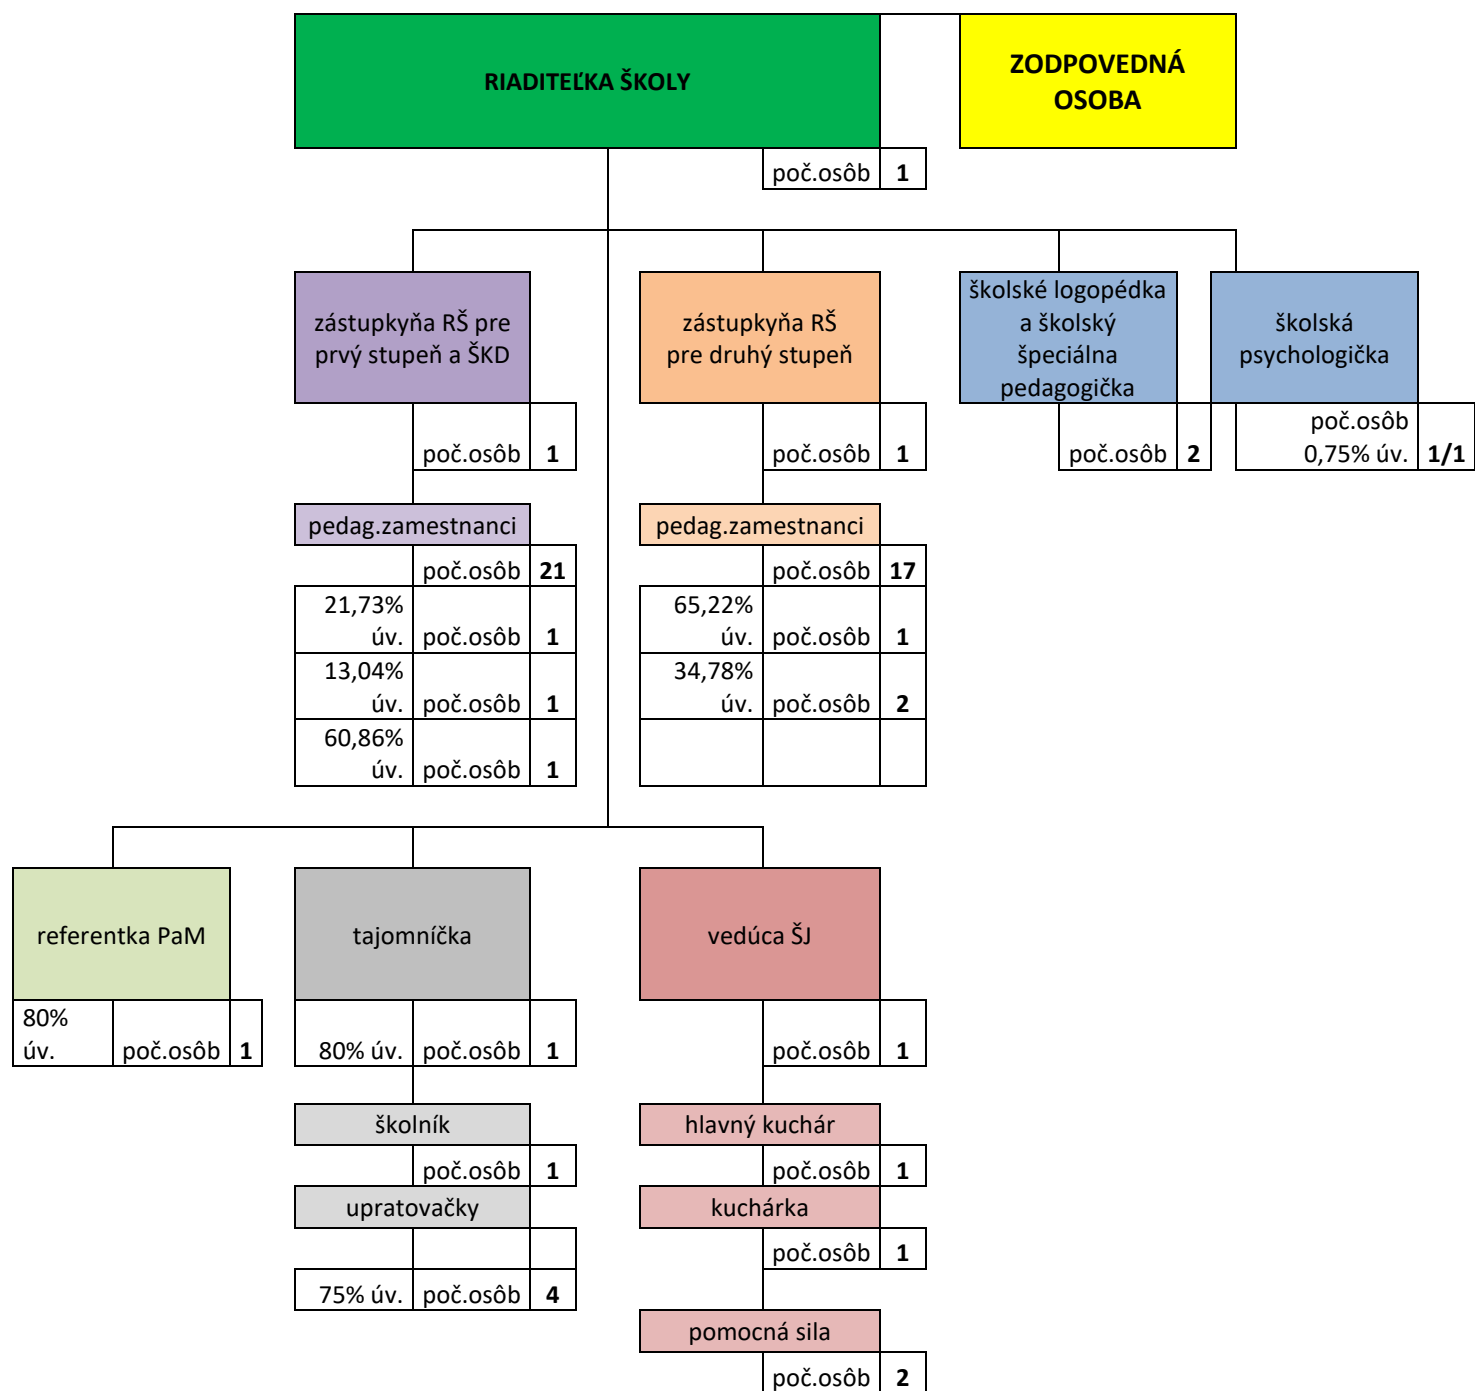 RIADITEĽKA ŠKOLY
ZODPOVEDNÁ
OSOBA
poč.osôb 1
zástupkyňa RŠ pre
prvý stupeň a ŠKD
zástupkyňa RŠ
pre druhý stupeň
školské logopédka
a školský
špeciálna
pedagogička
školská
psychologička
poč.osôb 1
poč.osôb 1
poč.osôb 2
poč.osôb
0,75% úv. 1/1
pedag.zamestnanci
poč.osôb 21
21,73%
úv. poč.osôb 1
13,04%
úv. poč.osôb 1
60,86%
úv. poč.osôb 1
pedag.zamestnanci
poč.osôb 17
65,22%
úv. poč.osôb 1
34,78%
úv. poč.osôb 2
referentka PaM
80%
úv. poč.osôb 1
tajomníčka
80% úv. poč.osôb 1
školník
poč.osôb 1
upratovačky
75% úv. poč.osôb 4
vedúca ŠJ
poč.osôb 1
hlavný kuchár
poč.osôb 1
kuchárka
poč.osôb 1
pomocná sila
poč.osôb 2